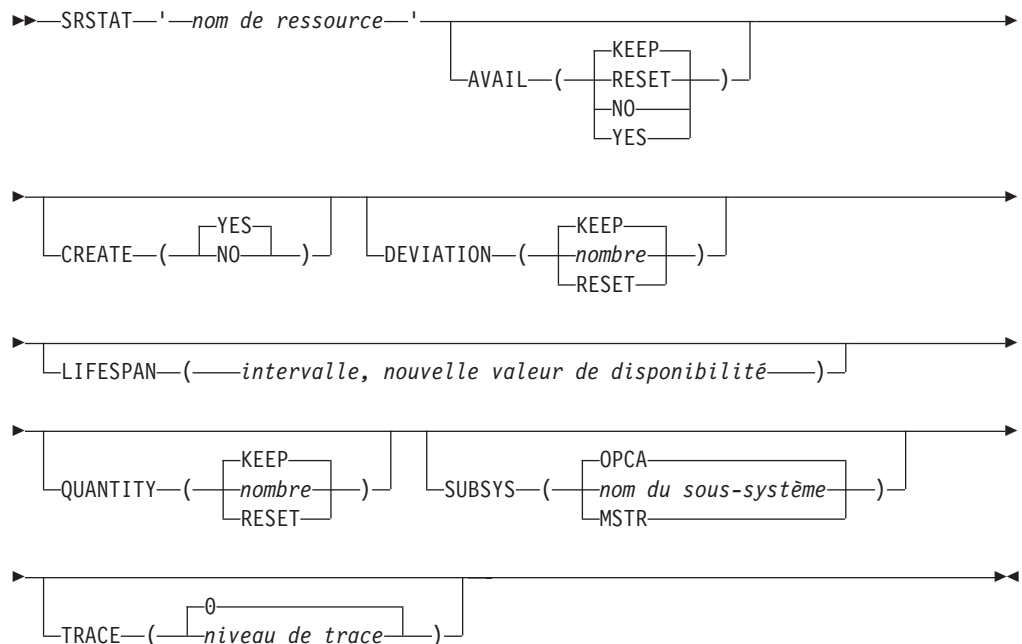 SRSTAT ' nom de ressource '
KEEP
AVAIL ( RESET )
NO
YES
YES
CREATE ( NO )
KEEP
DEVIATION ( nombre )
RESET
LIFESPAN ( intervalle, nouvelle valeur de disponibilité )
KEEP
QUANTITY ( nombre )
RESET
OPCA
SUBSYS ( nom du sous-système )
MSTR
0
TRACE ( niveau de trace )